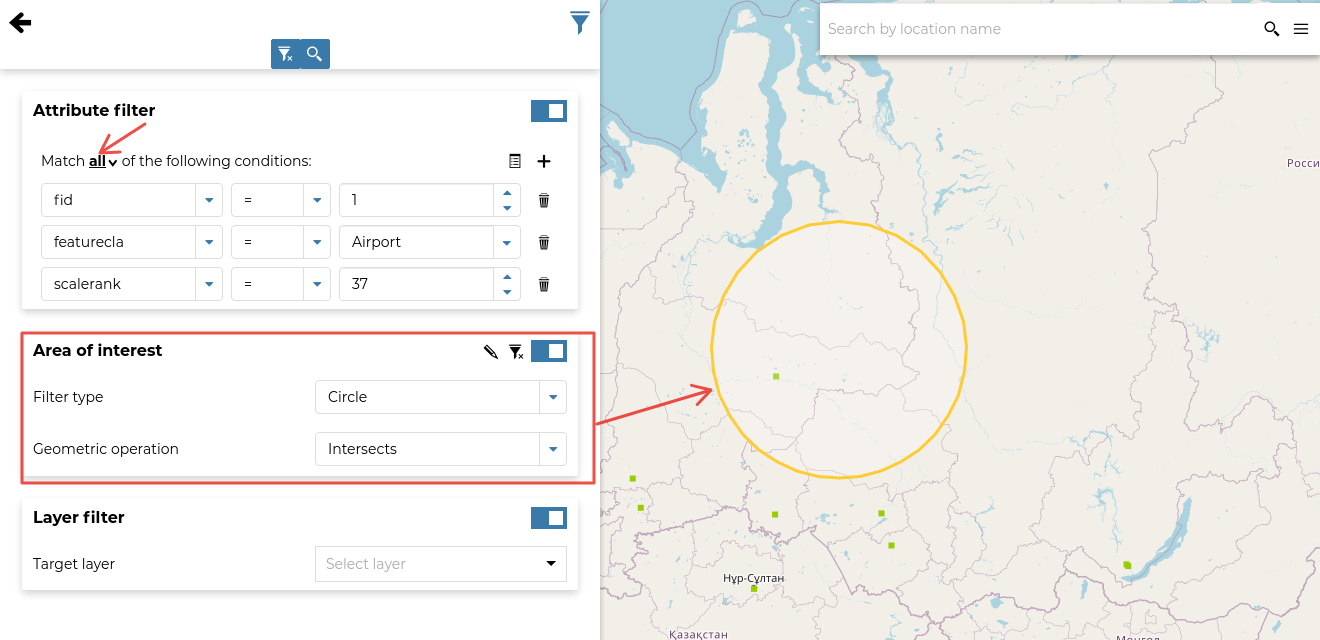 Search by location name
Attribute filter
Match all of the following conditions:
fid = 1
featurecla = Airport
scalerank = 37
Area of interest
Filter type Circle
Geometric operation Intersects
Layer filter
Target layer Select layer
Росси
Нұр-Сұлтан
Қазақстан
Монгол